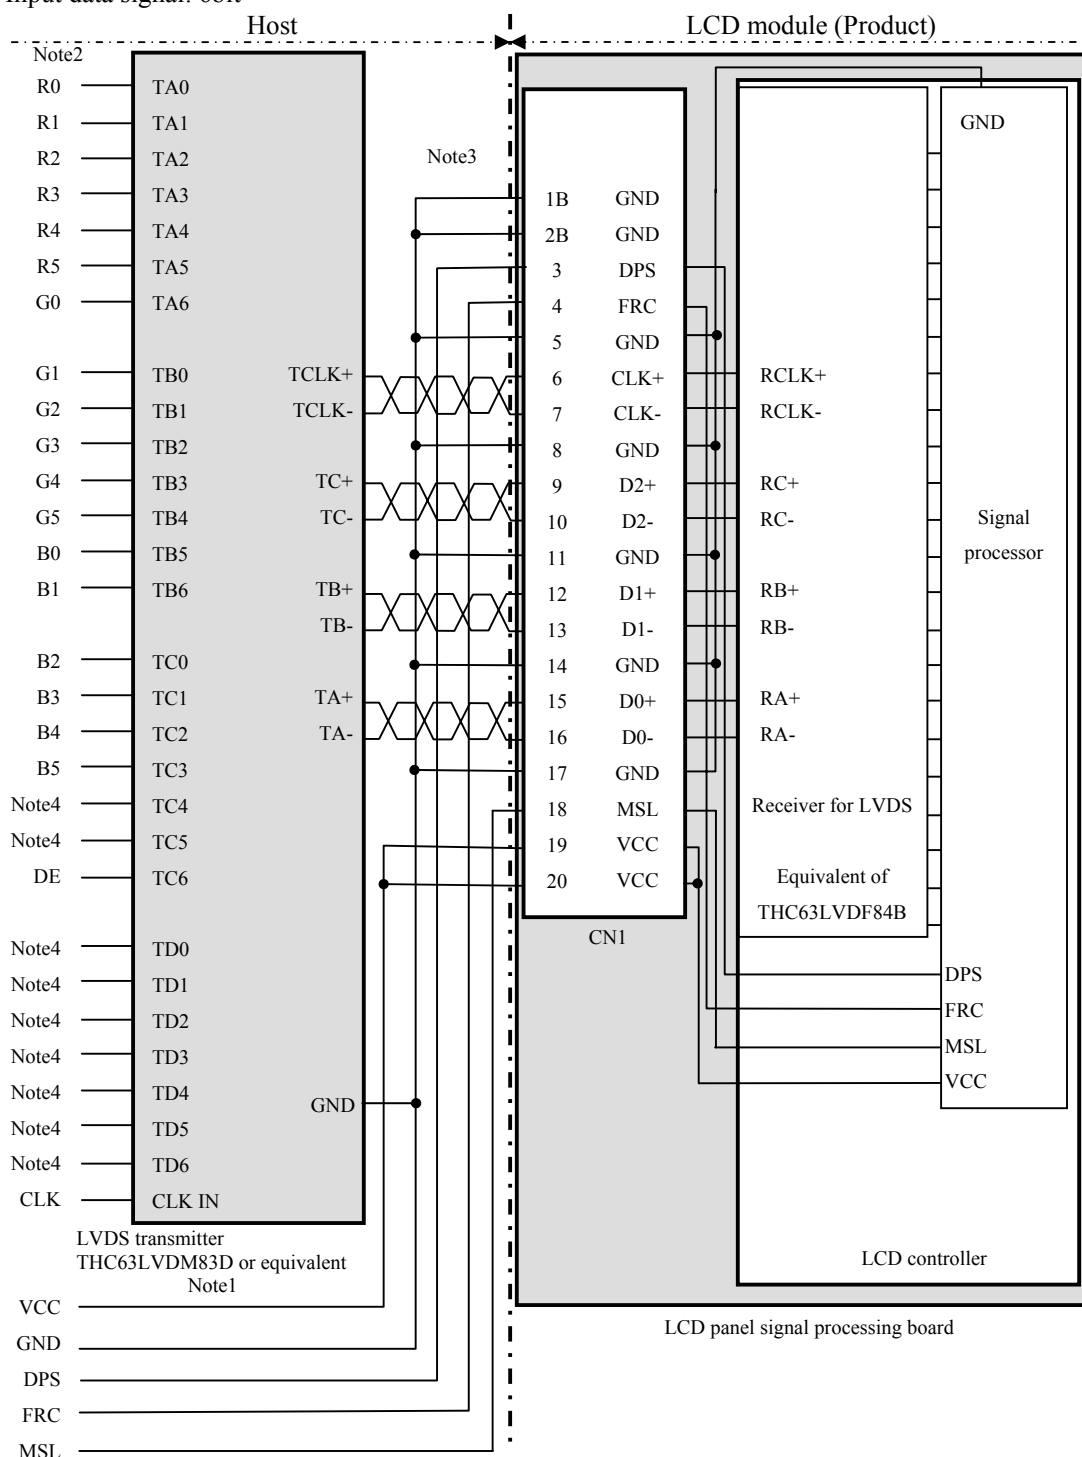 Input data signal: 6bit
Host
LCD module (Product)
Note2
R0 TA0
R1 TA1 GND
R2 TA2 Note3
R3 TA3 1B GND
R4 TA4 2B GND
R5 TA5 3 DPS
G0 TA6 4 FRC
5 GND
G1 TB0 TCLK+ 6 CLK+ RCLK+
G2 TB1 TCLK- 7 CLK- RCLK-
G3 TB2 8 GND
G4 TB3 TC+ 9 D2+ RC+
G5 TB4 TC- 10 D2- RC- Signal
B0 TB5 11 GND processor
B1 TB6 TB+ 12 D1+ RB+
TB- 13 D1- RB-
B2 TC0 14 GND
B3 TC1 TA+ 15 D0+ RA+
B4 TC2 TA- 16 D0- RA-
B5 TC3 17 GND
Note4 TC4 18 MSL Receiver for LVDS
Note4 TC5 19 VCC
DE TC6 20 VCC Equivalent of
THC63LVDF84B
CN1
Note4 TD0
DPS
Note4 TD1
FRC
Note4 TD2
MSL
Note4 TD3
VCC
Note4 TD4
GND
Note4 TD5
Note4 TD6
CLK CLK IN
LVDS transmitter
THC63LVDM83D or equivalent
Note1
LCD controller
VCC
LCD panel signal processing board
GND
DPS
FRC
MSL